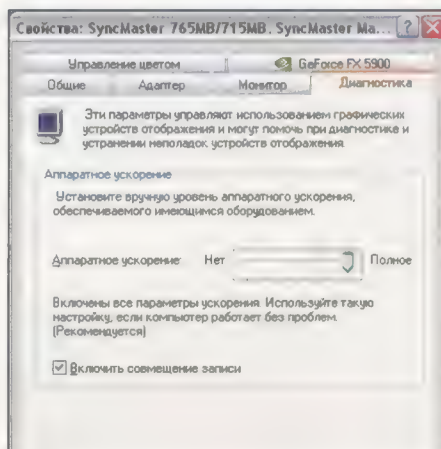 Свойства: SyncMaster 765MB/715MB, SyncMaster Ma...
Управление цветом GeForce FX 5900
Общие Адаптер Монитор Диагностика
Эти параметры управляют использованием графических
устройств отображения и могут помочь при диагностике и
устранении неполадок устройств отображения.
Аппаратное ускорение
Установите вручную уровень аппаратного ускорения,
обеспечиваемого имеющимся оборудованием.
Аппаратное ускорение: Нет Полное
Включены все параметры ускорения. Используйте такую
настройку, если компьютер работает без проблем.
(Рекомендуется)
Включить совмещение записи